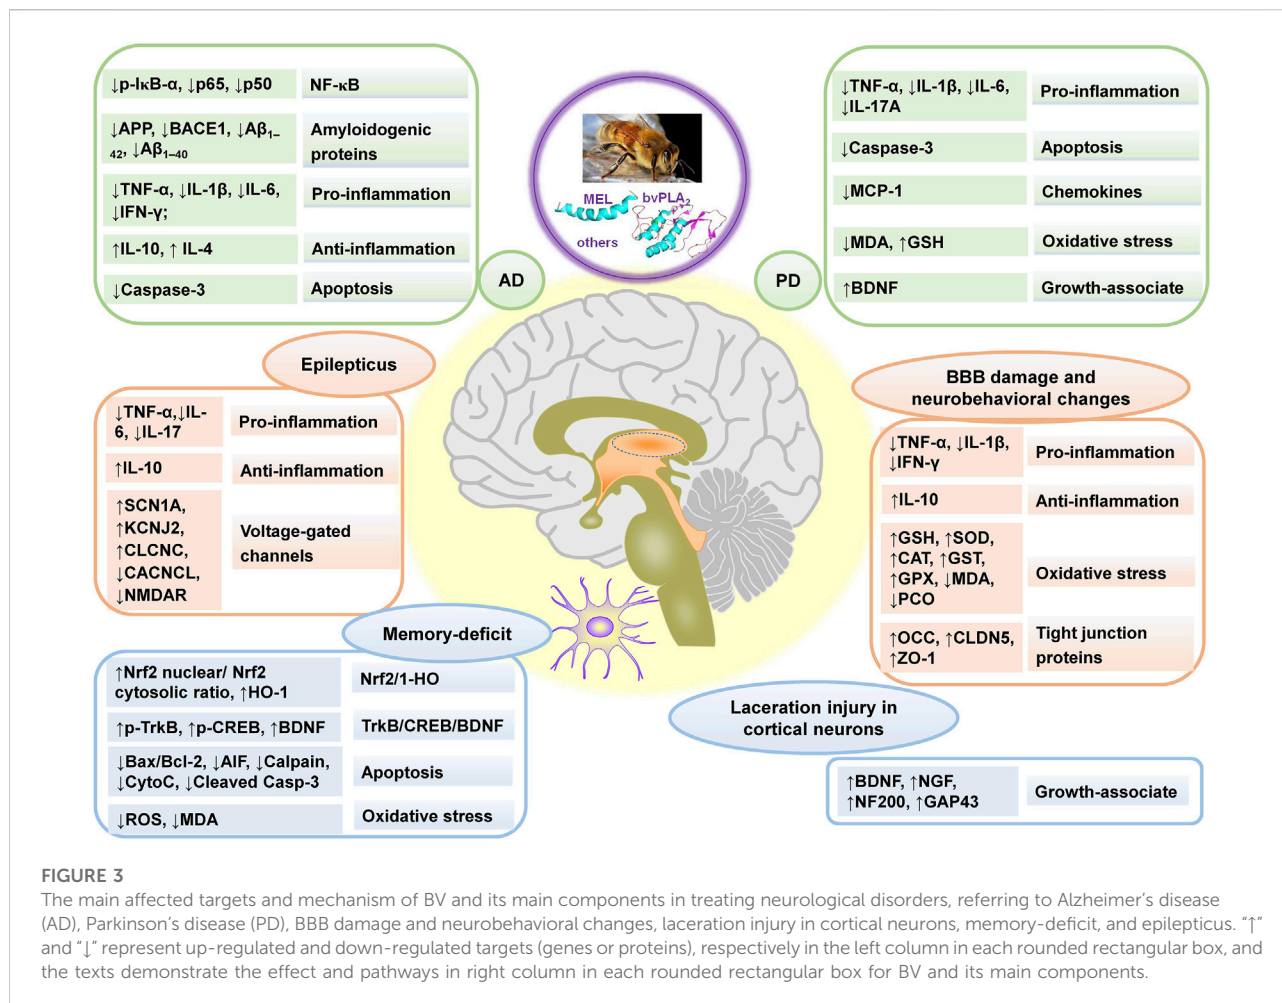 ↓p-IκB-α, ↓p65, ↓p50
NF-κB
↓APP, ↓BACE1, ↓Aβ₁₋
₄₂, ↓Aβ₁₋₄₀
Amyloidogenic
proteins
↓TNF-α, ↓IL-1β, ↓IL-6,
↓IFN-γ;
Pro-inflammation
↑IL-10, ↑ IL-4
Anti-inflammation
↓Caspase-3
Apoptosis
AD
MEL
bvPLA₂
others
PD
↓TNF-α, ↓IL-1β, ↓IL-6,
↓IL-17A
Pro-inflammation
↓Caspase-3
Apoptosis
↓MCP-1
Chemokines
↓MDA, ↑GSH
Oxidative stress
↑BDNF
Growth-associate
Epilepticus
↓TNF-α,↓IL-
6, ↓IL-17
Pro-inflammation
↑IL-10
Anti-inflammation
↑SCN1A,
↑KCNJ2,
↑CLCNC,
↓CACNCL,
↓NMDAR
Voltage-gated
channels
BBB damage and
neurobehavioral changes
↓TNF-α, ↓IL-1β,
↓IFN-γ
Pro-inflammation
↑IL-10
Anti-inflammation
↑GSH, ↑SOD,
↑CAT, ↑GST,
↑GPX, ↓MDA,
↓PCO
Oxidative stress
↑OCC, ↑CLDN5,
↑ZO-1
Tight junction
proteins
Memory-deficit
↑Nrf2 nuclear/ Nrf2
cytosolic ratio, ↑HO-1
Nrf2/1-HO
↑p-TrkB, ↑p-CREB, ↑BDNF
TrkB/CREB/BDNF
↓Bax/Bcl-2, ↓AIF, ↓Calpain,
↓CytoC, ↓Cleaved Casp-3
Apoptosis
↓ROS, ↓MDA
Oxidative stress
Laceration injury in
cortical neurons
↑BDNF, ↑NGF,
↑NF200, ↑GAP43
Growth-associate
FIGURE 3
The main affected targets and mechanism of BV and its main components in treating neurological disorders, referring to Alzheimer's disease
(AD), Parkinson's disease (PD), BBB damage and neurobehavioral changes, laceration injury in cortical neurons, memory-deficit, and epilepticus. "↑"
and "↓" represent up-regulated and down-regulated targets (genes or proteins), respectively in the left column in each rounded rectangular box, and
the texts demonstrate the effect and pathways in right column in each rounded rectangular box for BV and its main components.